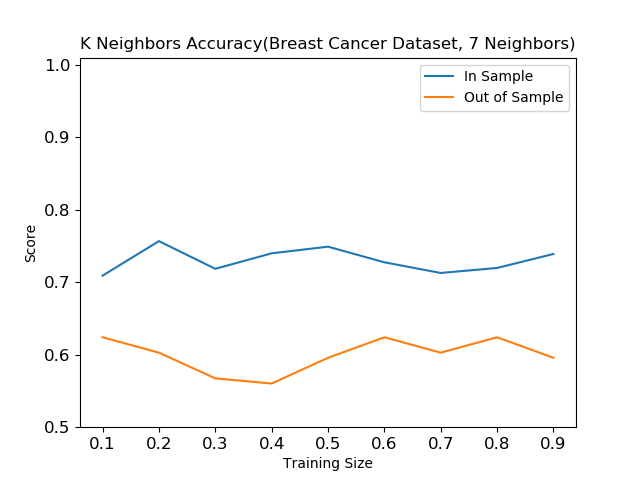 K Neighbors Accuracy(Breast Cancer Dataset, 7 Neighbors)
1.0
0.9
0.8
0.7
0.6
0.5
Score
In Sample
Out of Sample
0.1 0.2 0.3 0.4 0.5 0.6 0.7 0.8 0.9
Training Size